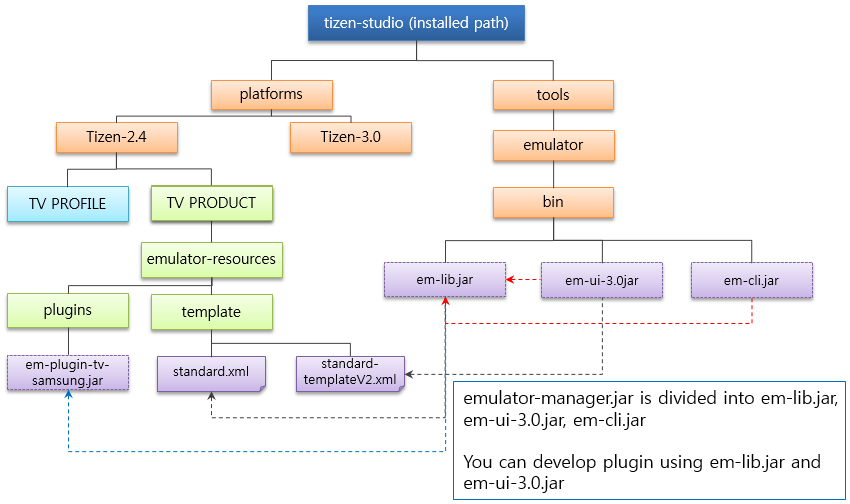 tizen-studio (installed path)
platforms
tools
Tizen-2.4
Tizen-3.0
emulator
TV PROFILE
TV PRODUCT
bin
emulator-resources
em-lib.jar
em-ui-3.0jar
em-cli.jar
plugins
template
em-plugin-tv-
samsung.jar
standard.xml
standard-
templateV2.xml
emulator-manager.jar is divided into em-lib.jar,
em-ui-3.0.jar, em-cli.jar
You can develop plugin using em-lib.jar and
em-ui-3.0.jar